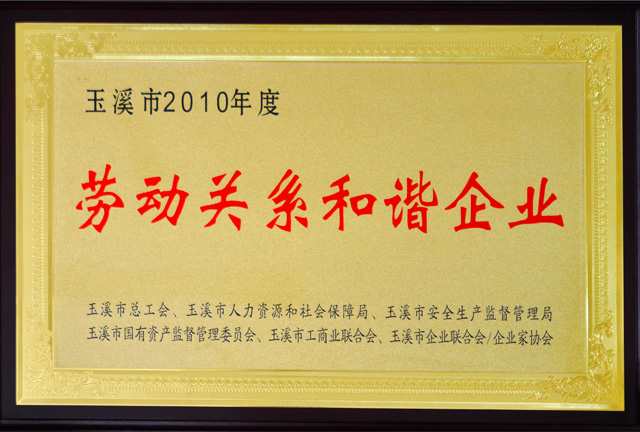 玉溪市2010年度
劳动关系和谐企业
玉溪市总工会、玉溪市人力资源和社会保障局、玉溪市安全生产监督管理局
玉溪市国有资产监督管理委员会、玉溪市工商业联合会、玉溪市企业联合会/企业家协会